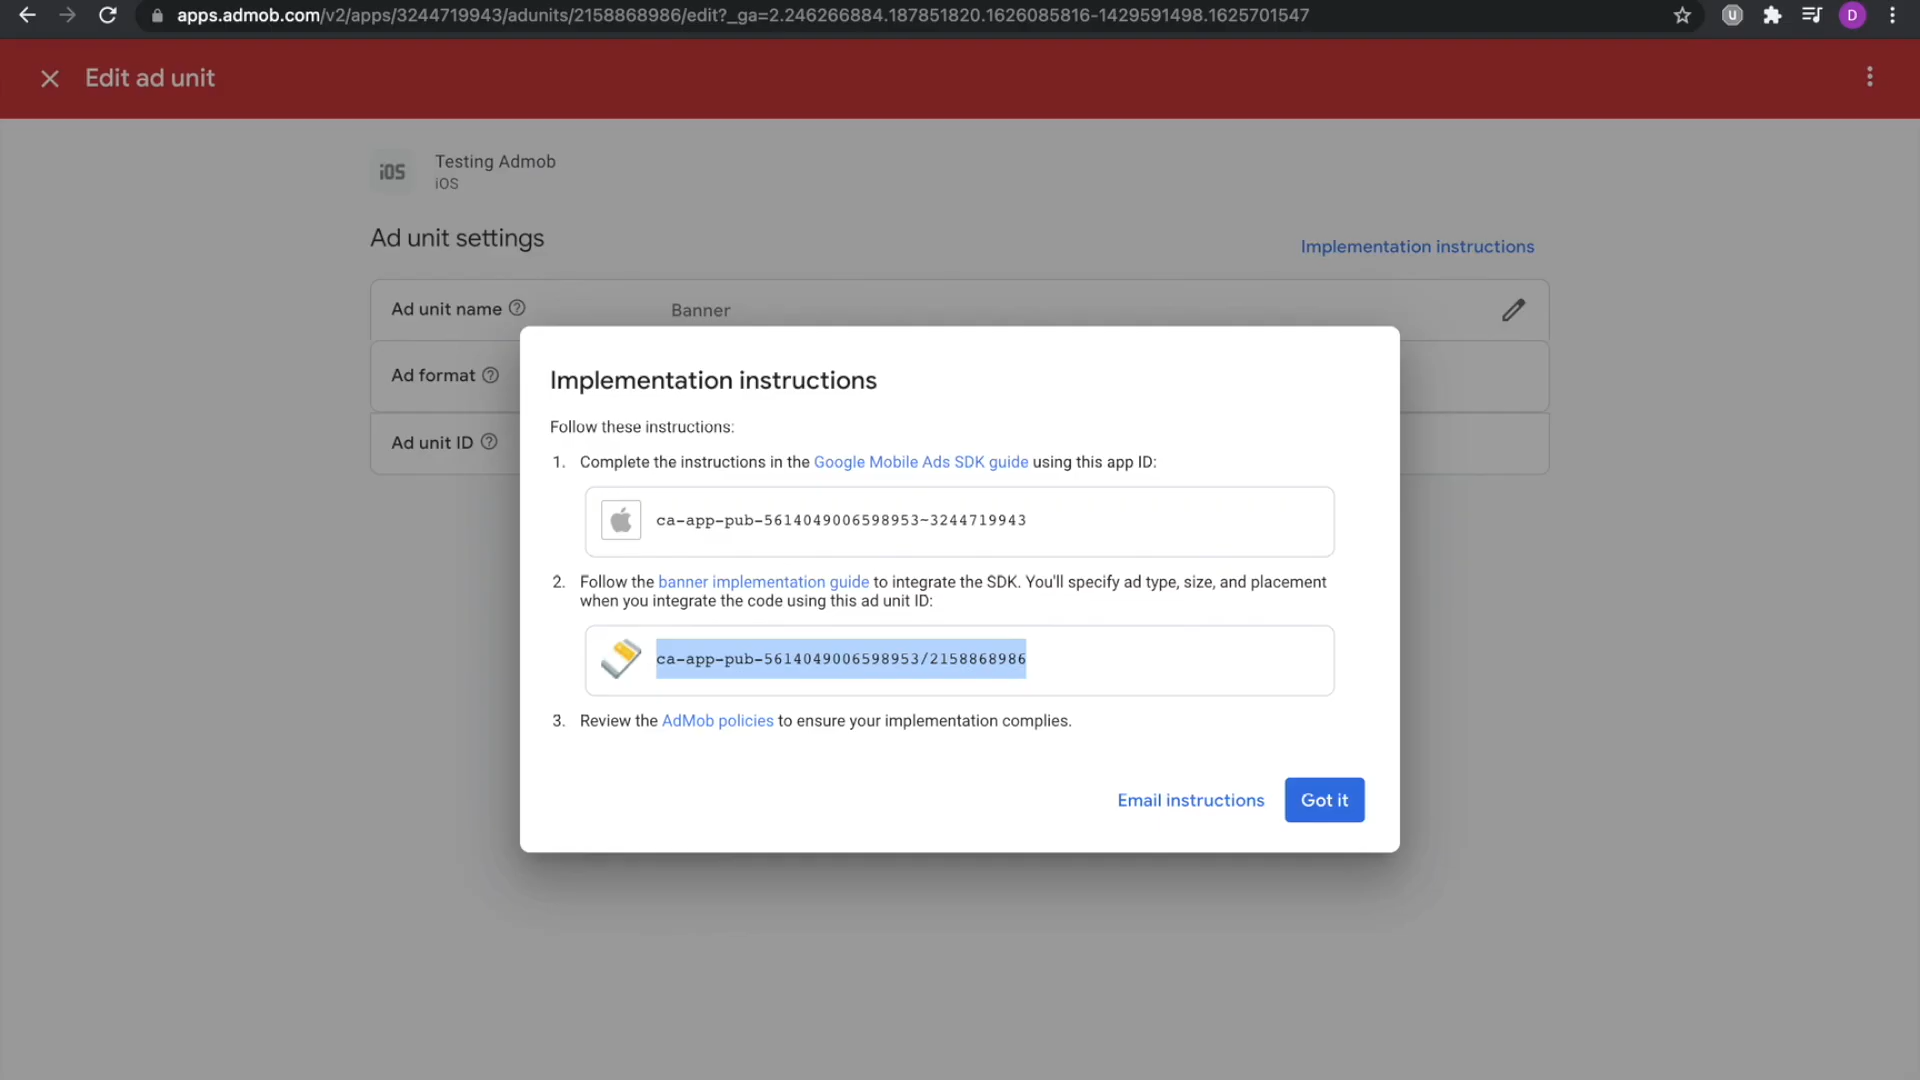 apps.admob.com/v2/apps/3244719943/adunits/2158868986/edit?_ga=2.246266884.187851820.1626085816-1429591498.1625701547
U
D
Edit ad unit
iOS
Testing Admob
iOS
Ad unit settings
Implementation instructions
Ad unit name
Banner
Ad format
Ad unit ID
Implementation instructions
Follow these instructions:
1. Complete the instructions in the Google Mobile Ads SDK guide using this app ID:
ca-app-pub-5614049006598953~3244719943
2. Follow the banner implementation guide to integrate the SDK. You'll specify ad type, size, and placement
when you integrate the code using this ad unit ID:
ca-app-pub-5614049006598953/2158868986
3. Review the AdMob policies to ensure your implementation complies.
Email instructions
Got it